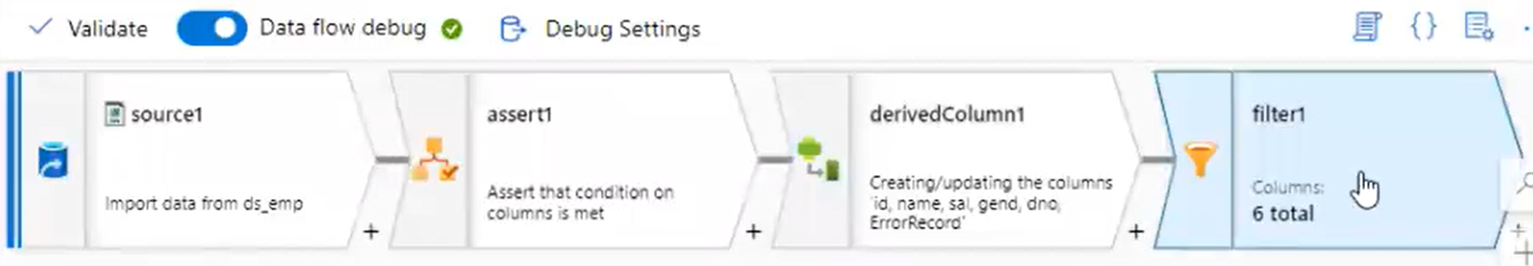 Validate
Data flow debug
Debug Settings
source1
Import data from ds_emp
+
assert1
Assert that condition on
columns is met
+
derivedColumn1
Creating/updating the columns
'id, name, sal, gend, dno,
ErrorRecord'
+
filter1
Columns:
6 total
+